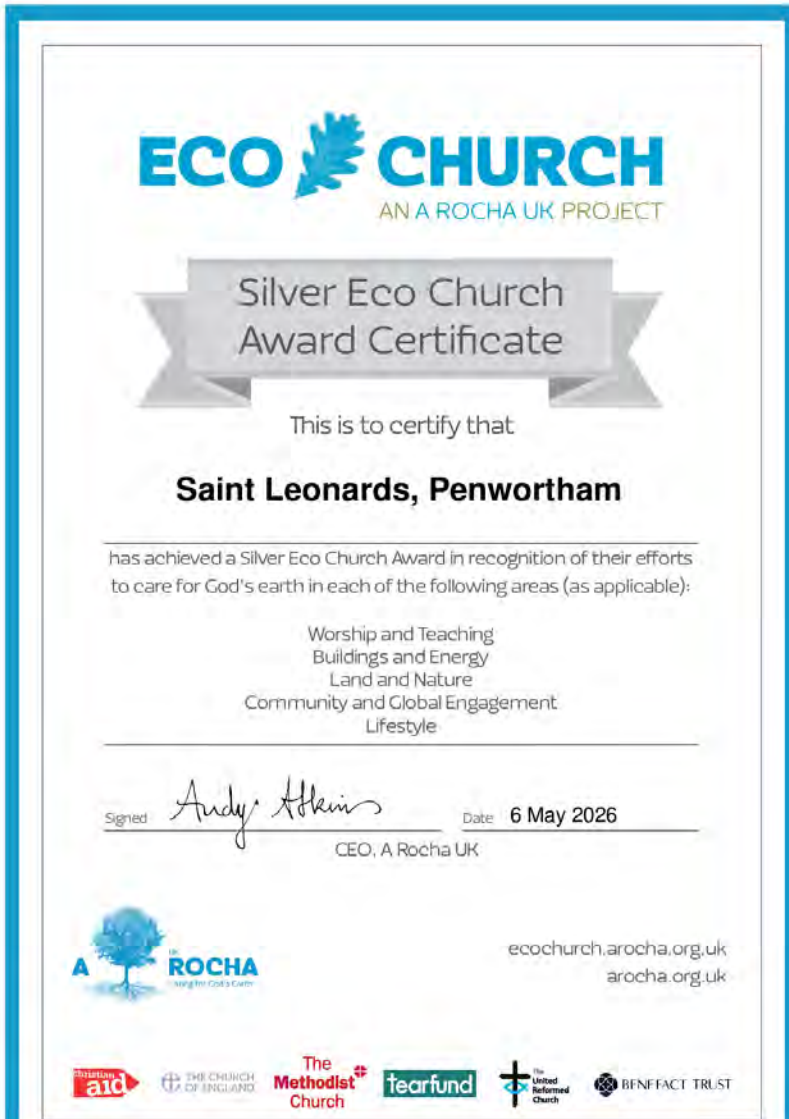 ECO CHURCH
AN A ROCHA UK PROJECT
Silver Eco Church
Award Certificate
This is to certify that
Saint Leonards, Penwortham
has achieved a Silver Eco Church Award in recognition of their efforts
to care for God's earth in each of the following areas (as applicable):
Worship and Teaching
Buildings and Energy
Land and Nature
Community and Global Engagement
Lifestyle
Signed Andy Atkins Date 6 May 2026
CEO, A Rocha UK
A ROCHA
UK
ecochurch.arocha.org.uk
arocha.org.uk
christian aid
THE CHURCH
OF ENGLAND
The
Methodist
Church
tearfund
The
United
Reformed
Church
BENEFACT TRUST